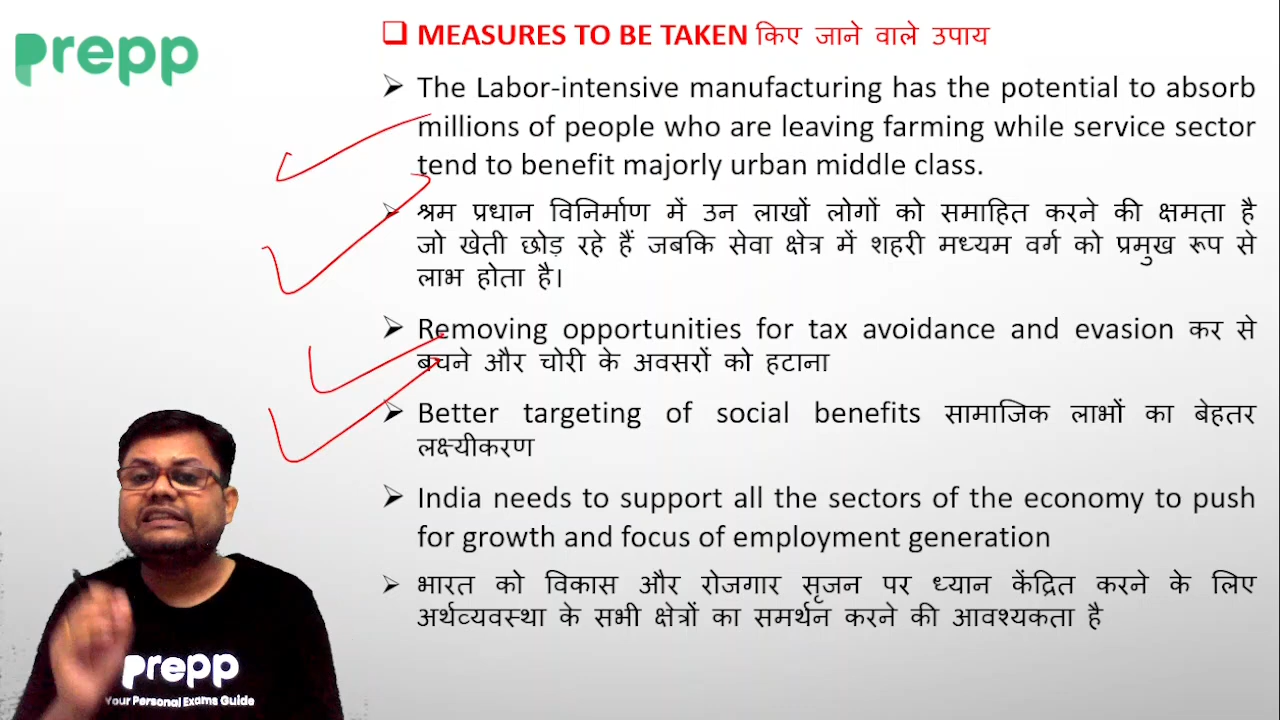 prepp
❑ MEASURES TO BE TAKEN किए जाने वाले उपाय
➢ The Labor-intensive manufacturing has the potential to absorb
millions of people who are leaving farming while service sector
tend to benefit majorly urban middle class.
➢ श्रम प्रधान विनिर्माण में उन लाखों लोगों को समाहित करने की क्षमता है
जो खेती छोड़ रहे हैं जबकि सेवा क्षेत्र में शहरी मध्यम वर्ग को प्रमुख रूप से
लाभ होता है।
➢ Removing opportunities for tax avoidance and evasion कर से
बचने और चोरी के अवसरों को हटाना
➢ Better targeting of social benefits सामाजिक लाभों का बेहतर
लक्ष्यीकरण
➢ India needs to support all the sectors of the economy to push
for growth and focus of employment generation
➢ भारत को विकास और रोजगार सृजन पर ध्यान केंद्रित करने के लिए
अर्थव्यवस्था के सभी क्षेत्रों का समर्थन करने की आवश्यकता है
prepp
Your Personal Exams Guide